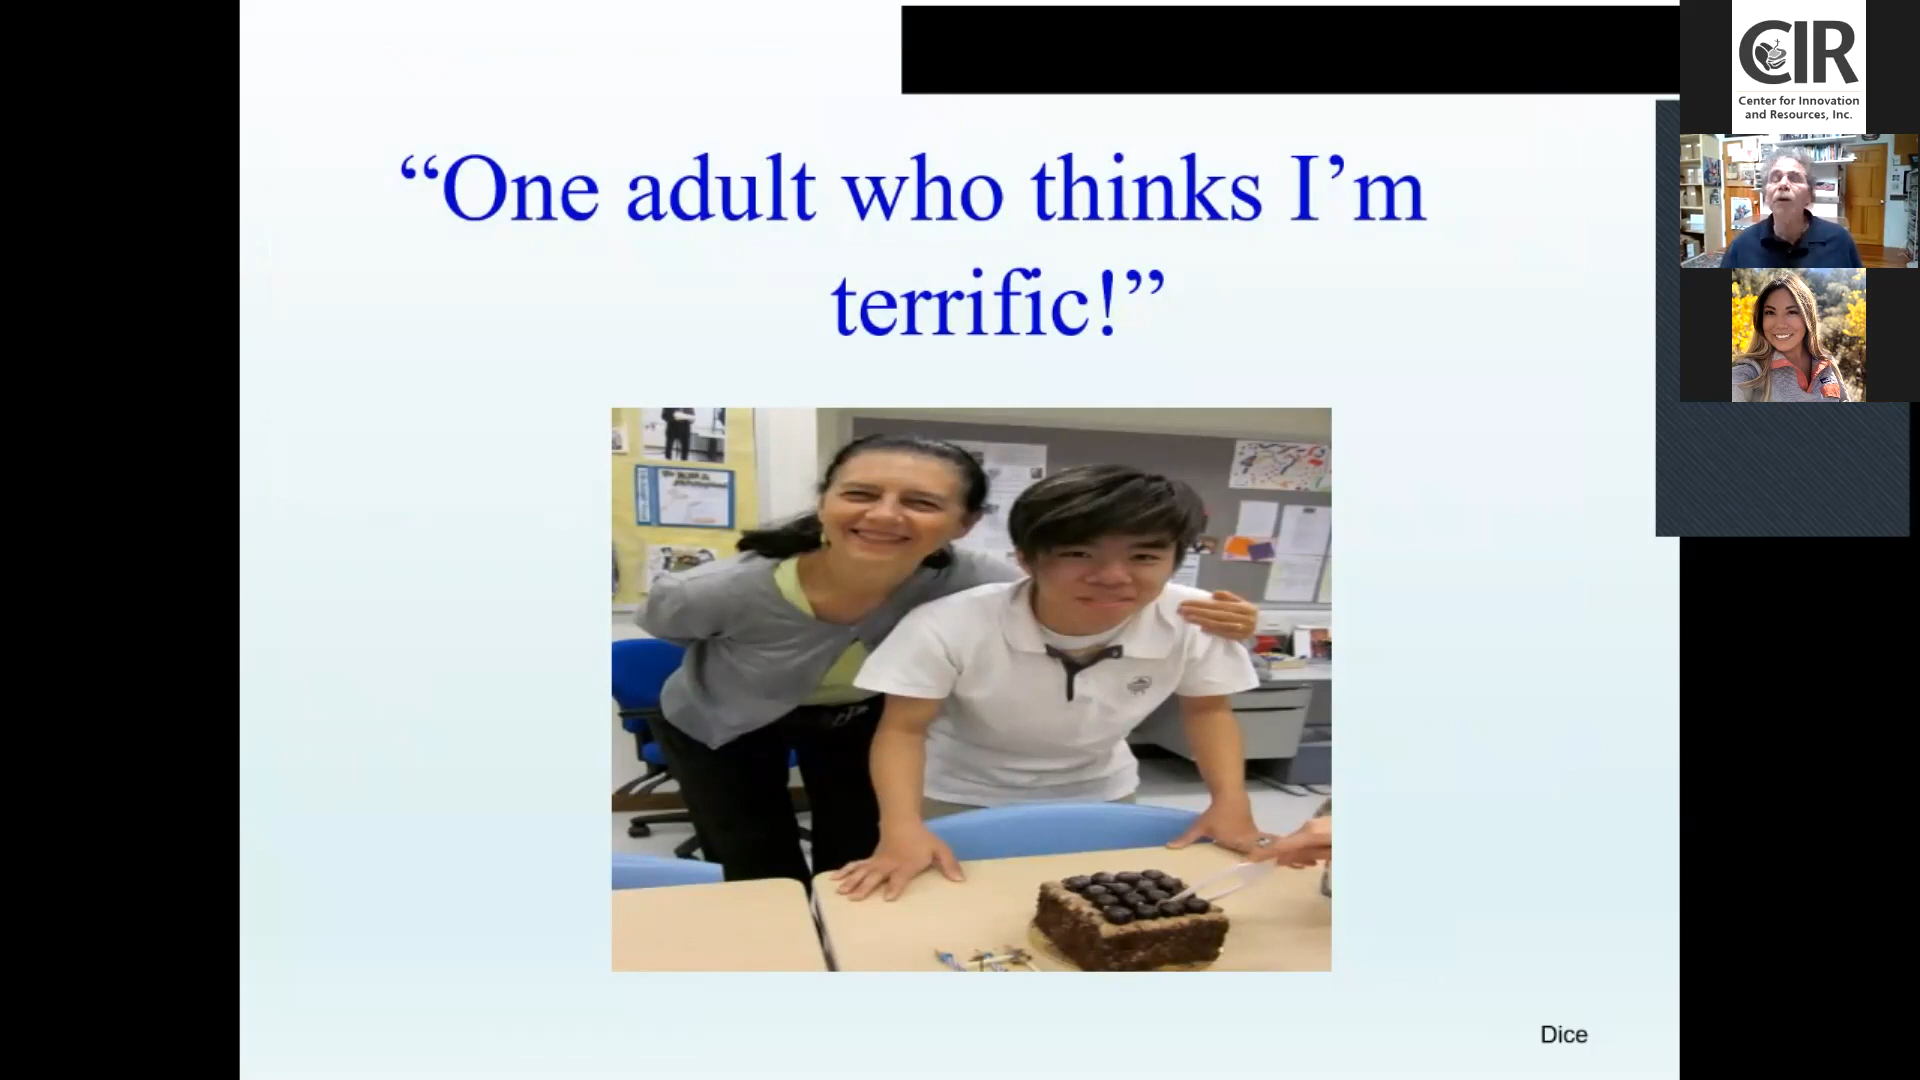 “One adult who thinks I’m
terrific!”
Dice
CIR
Center for Innovation
and Resources, Inc.